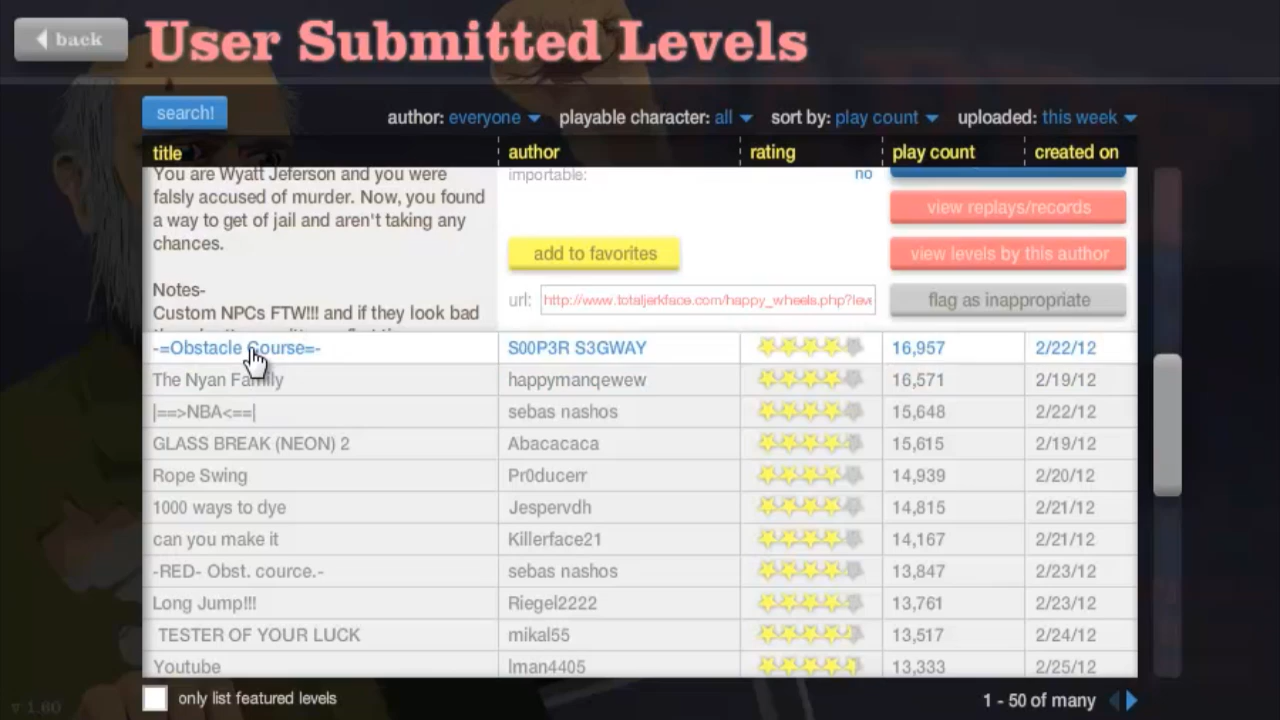 back
User Submitted Levels
search!
author: everyone playable character: all sort by: play count uploaded: this week
title author rating play count created on
You are Wyatt Jeferson and you were
falsly accused of murder. Now, you found
a way to get of jail and aren't taking any
chances.
Notes-
Custom NPCs FTW!!! and if they look bad
importable: no
add to favorites
url: http://www.totaljerkface.com/happy_wheels.php?leve
view replays/records
view levels by this author
flag as inappropriate
-=Obstacle Course=- S00P3R S3GWAY 16,957 2/22/12
The Nyan Family happymanqewew 16,571 2/19/12
|==>NBA<==| sebas nashos 15,648 2/22/12
GLASS BREAK (NEON) 2 Abacacaca 15,615 2/19/12
Rope Swing Pr0ducerr 14,939 2/20/12
1000 ways to dye Jespervdh 14,815 2/21/12
can you make it Killerface21 14,167 2/21/12
-RED- Obst. cource.- sebas nashos 13,847 2/23/12
Long Jump!!! Riegel2222 13,761 2/23/12
TESTER OF YOUR LUCK mikal55 13,517 2/24/12
Youtube lman4405 13,333 2/25/12
only list featured levels
1 - 50 of many
v 1.60